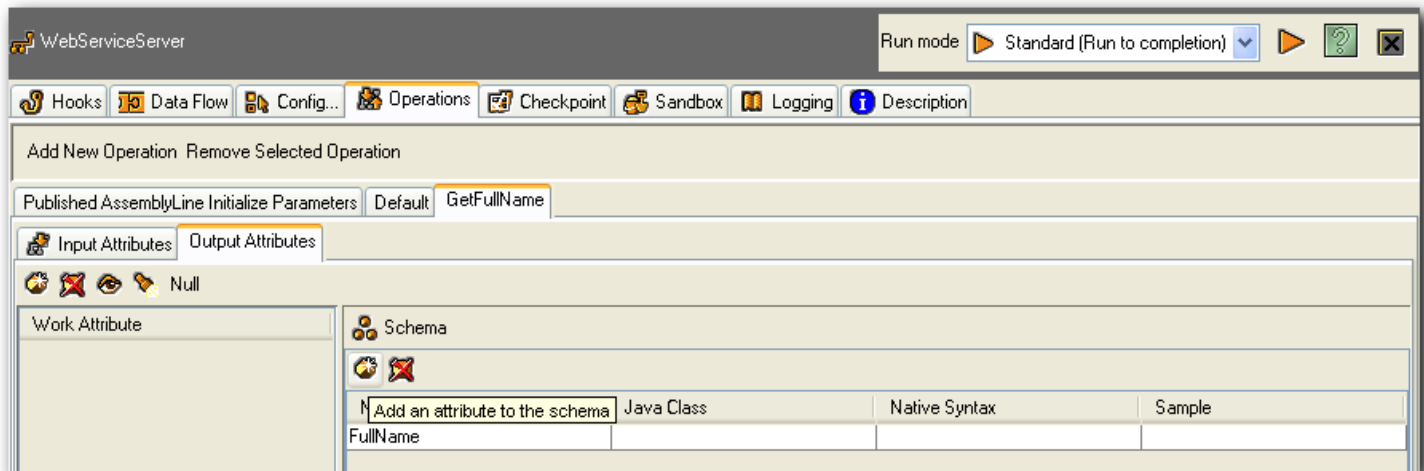 WebServiceServer Run mode Standard (Run to completion)
Hooks Data Flow Config... Operations Checkpoint Sandbox Logging Description
Add New Operation Remove Selected Operation
Published AssemblyLine Initialize Parameters Default GetFullName
Input Attributes Output Attributes
Null
Work Attribute Schema
Add an attribute to the schema Java Class Native Syntax Sample
FullName